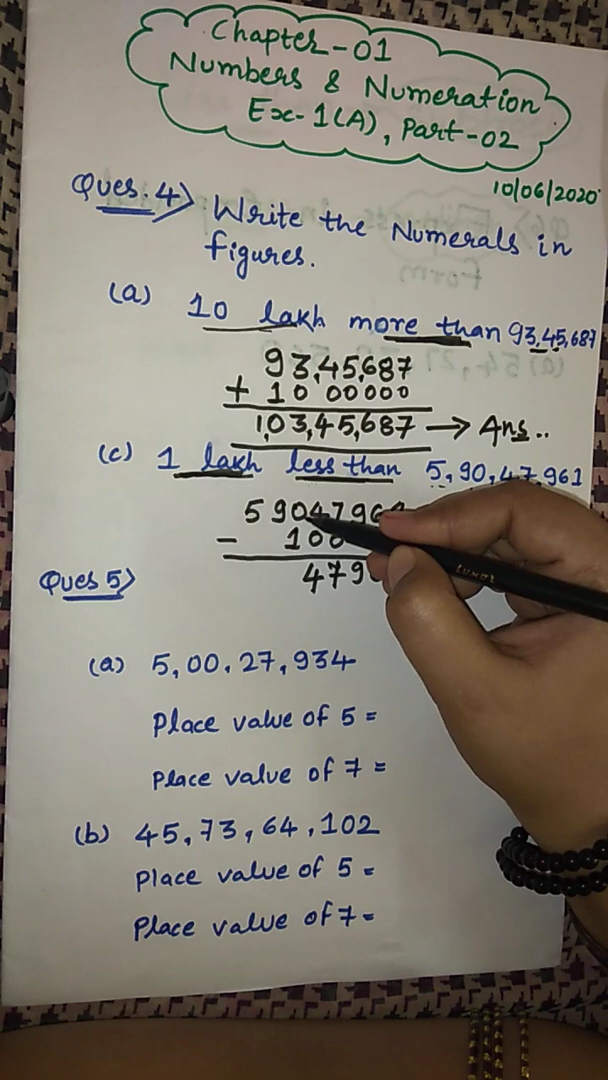 Chapter-01
Numbers & Numeration
Ex-1(A), Part-02
10/06/2020
Ques.4> Write the Numerals in
figures.
(a) 10 lakh more than 93,45,687
93,45,687
+ 10 00000
1,03,45,687 → Ans..
(c) 1 lakh less than 5,90,47,961
5904796
- 100
479
Ques 5>
(a) 5,00,27,934
Place value of 5 =
Place value of 7 =
(b) 45,73,64,102
Place value of 5 =
Place value of 7 =